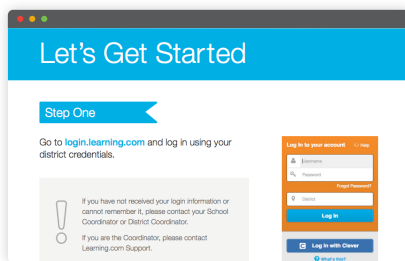 Let's Get Started
Step One
Go to login.learning.com and log in using your
district credentials.
If you have not received your login information or
cannot remember it, please contact your School
Coordinator or District Coordinator.
If you are the Coordinator, please contact
Learning.com Support.
Log in to your account
Help
Username
Password
Forgot Password?
District
Log in
Log in with Clever
What's this?